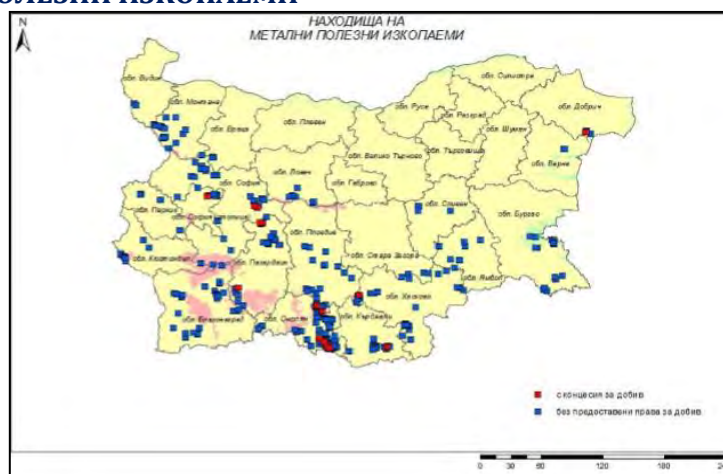 N
НАХОДИЩА НА
МЕТАЛНИ ПОЛЕЗНИ ИЗКОПАЕМИ
обл. Видин
обл. Монтана
обл. Враца
обл. Плевен
обл. Русе
обл. Силистра
обл. Разград
обл. Добрич
обл. Шумен
обл. Варна
обл. Търговище
обл. Велико Търново
обл. Габрово
обл. Ловеч
обл. София
обл. Перник
обл. София (столица)
обл. Кюстендил
обл. Пазарджик
обл. Пловдив
обл. Стара Загора
обл. Сливен
обл. Бургас
обл. Ямбол
обл. Хасково
обл. Кърджали
обл. Смолян
обл. Благоевград
с концесия за добив
без предоставени права за добив
0 30 60 120 180